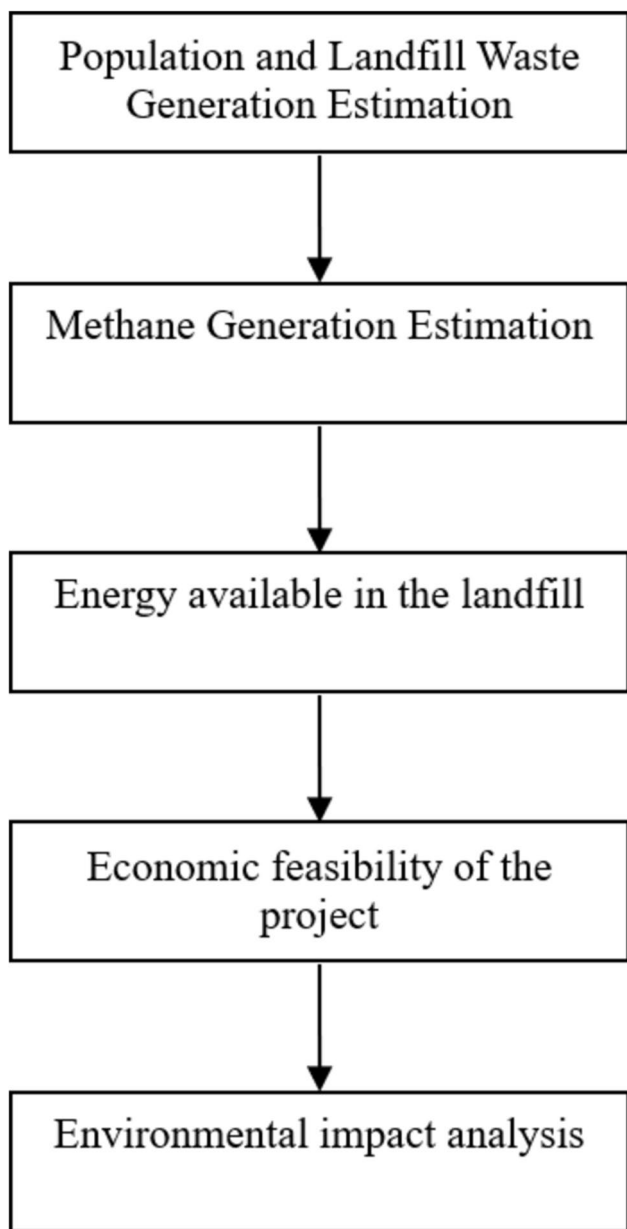 Population and Landfill Waste
Generation Estimation
Methane Generation Estimation
Energy available in the landfill
Economic feasibility of the
project
Environmental impact analysis